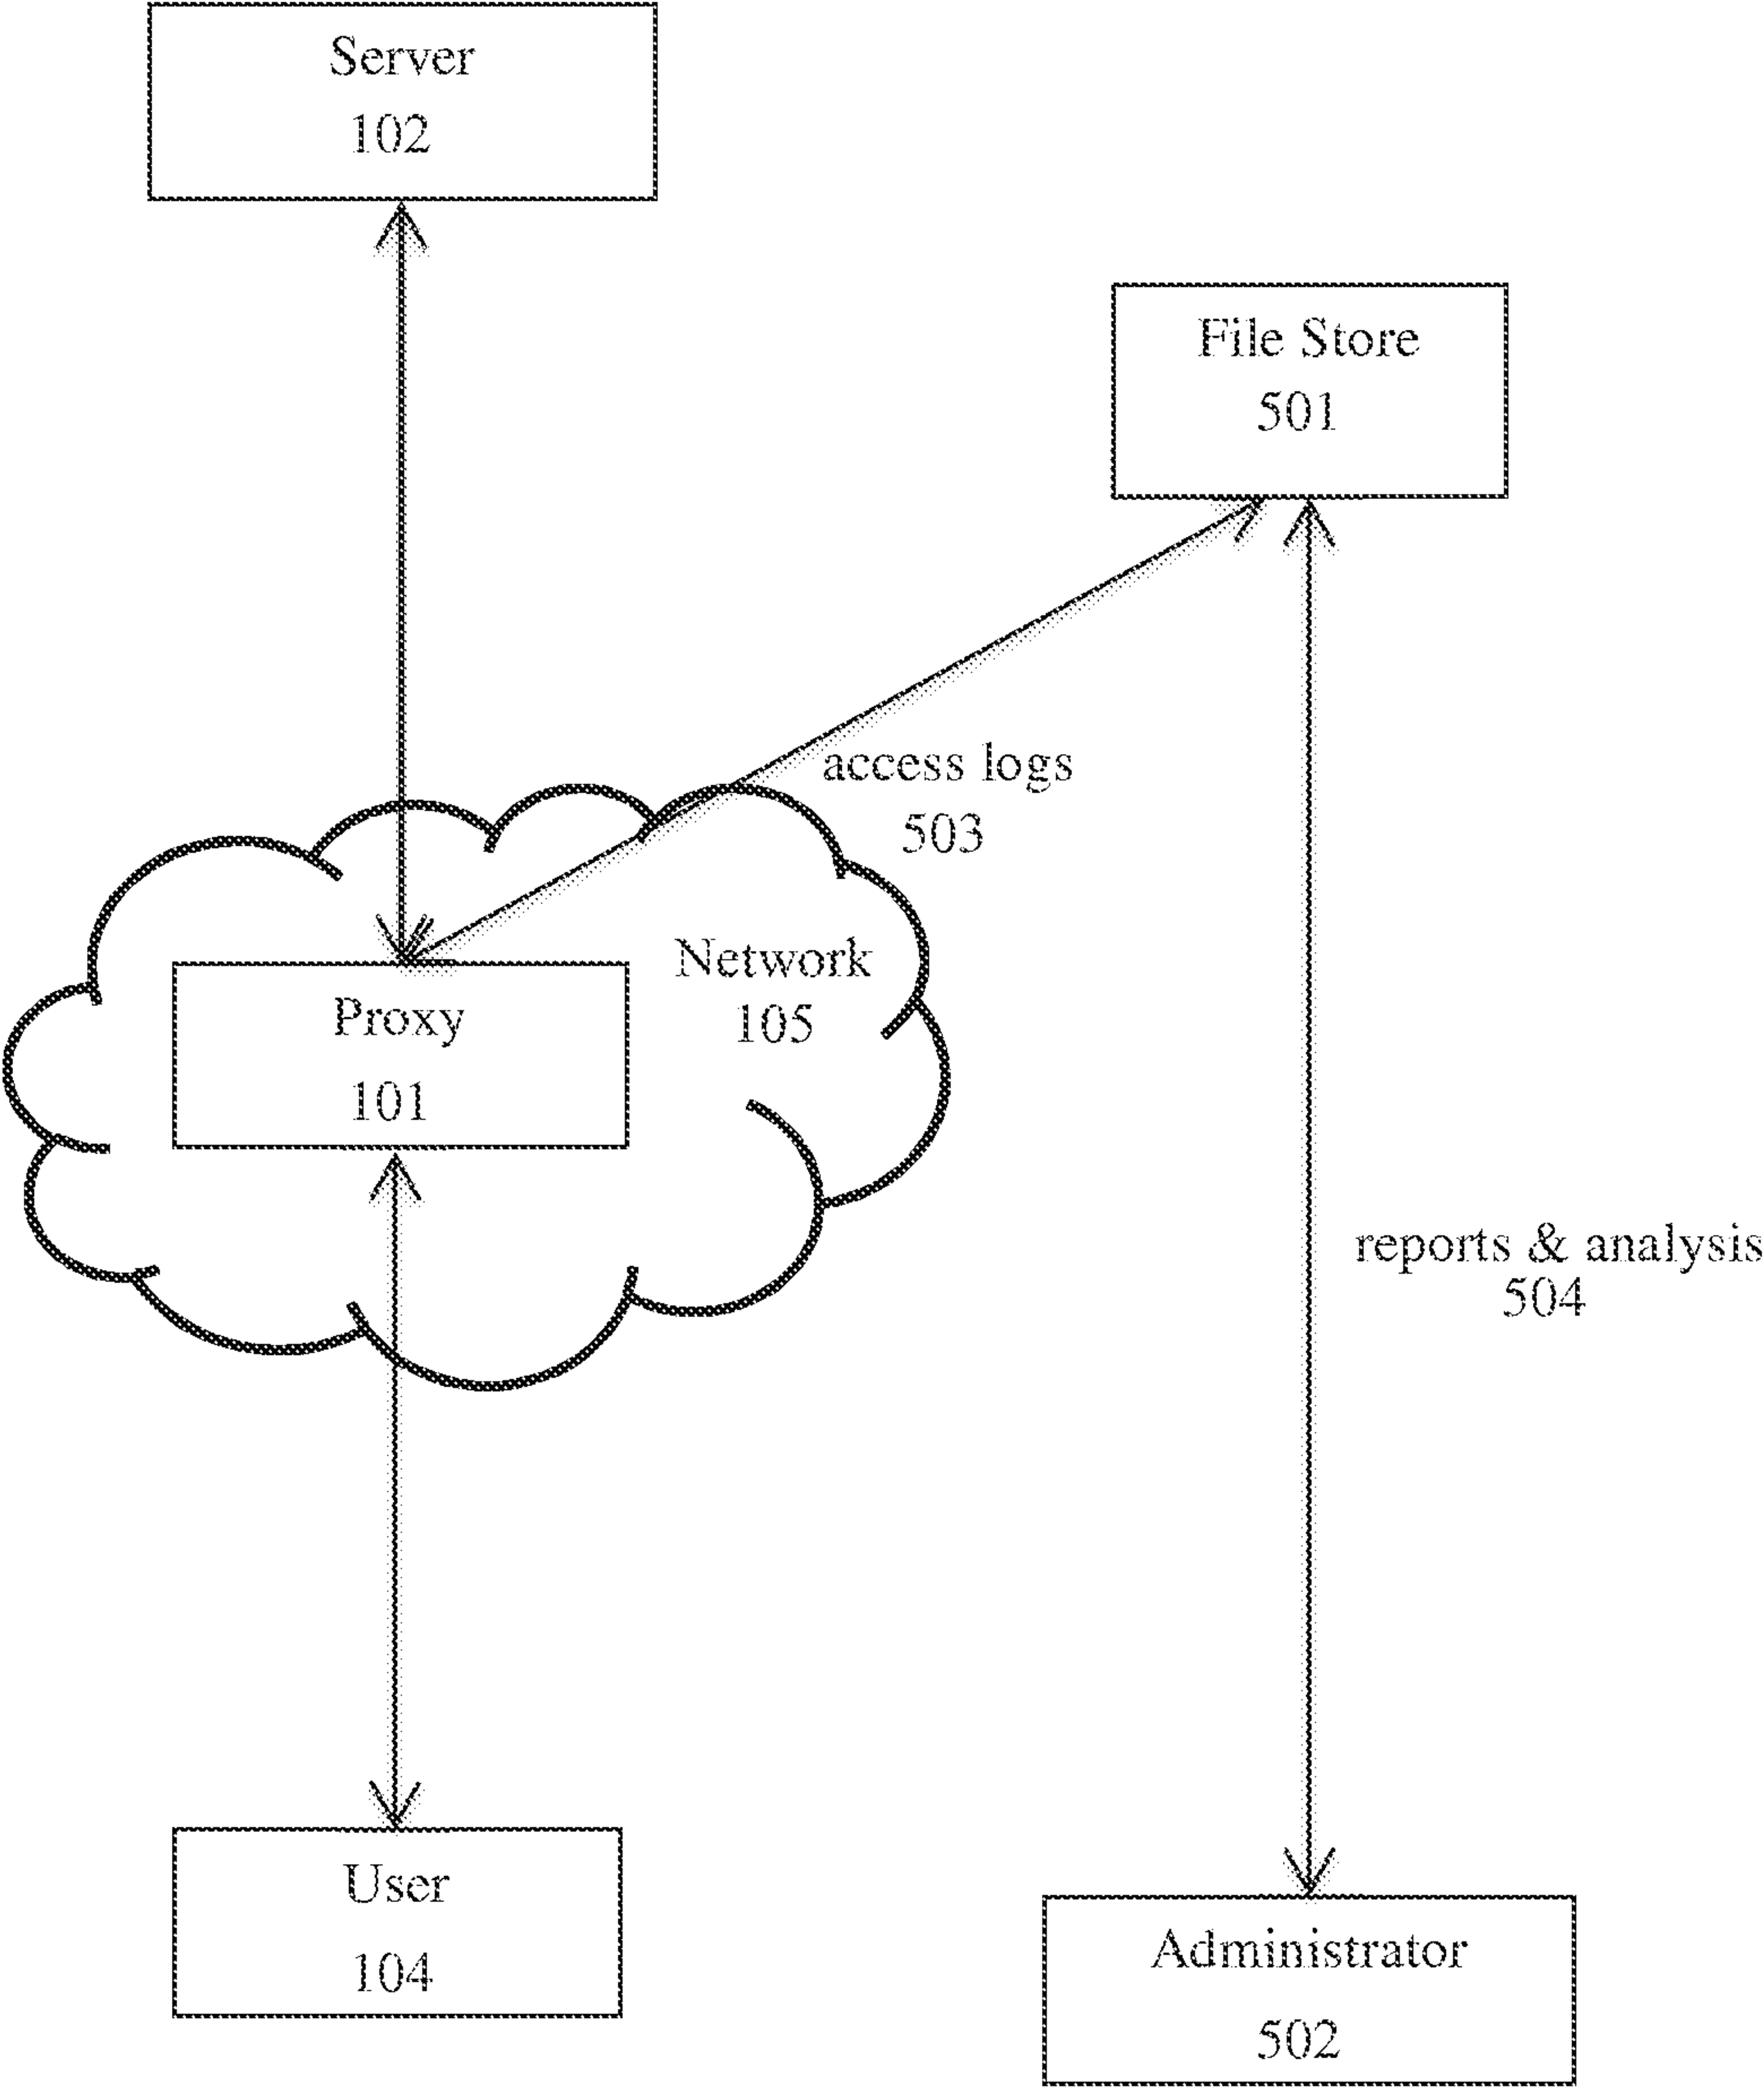 Server
102
File Store
501
access logs
503
Network
105
Proxy
101
reports & analysis
504
User
104
Administrator
502